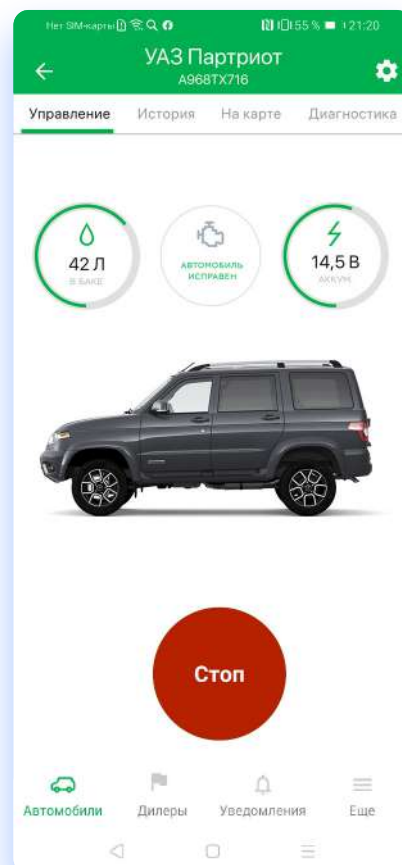 Нет SIM-карты 55 % 21:20
УАЗ Партриот
А968ТХ716
Управление История На карте Диагностика
42 Л
В БАКЕ
АВТОМОБИЛЬ
ИСПРАВЕН
14,5 В
АККУМ
Стоп
Автомобили Дилеры Уведомления Еще